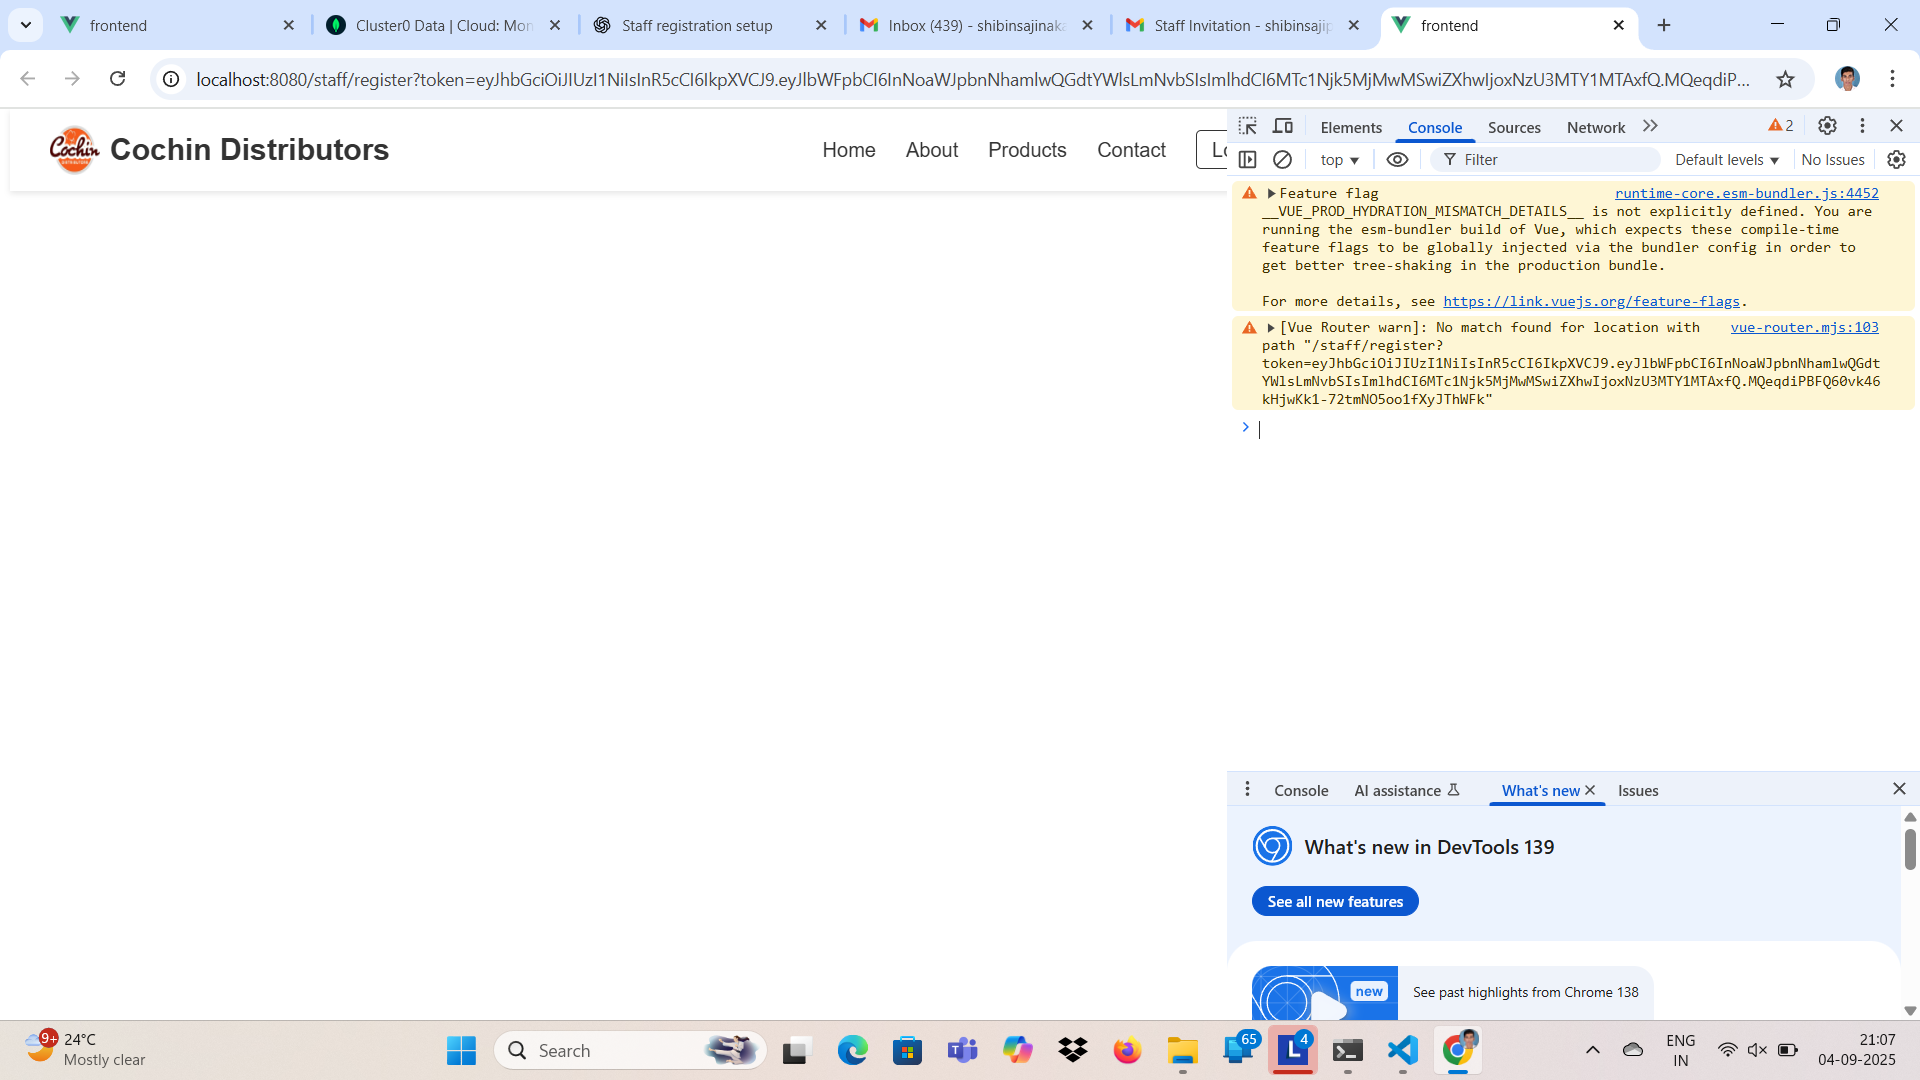 frontend
Cluster0 Data | Cloud: Mon
Staff registration setup
Inbox (439) - shibinsajinaka
Staff Invitation - shibinsajip
frontend
localhost:8080/staff/register?token=eyJhbGciOiJIUzI1NiIsInR5cCI6IkpXVCJ9.eyJlbWFpbCI6InNoaWJpbnNhamlwQGdtYWlsLmNvbSIsImlhdCI6MTc1Njk5MjMwMSwiZXhwIjoxNzU3MTY1MTAxfQ.MQeqdiP...
Cochin
Cochin Distributors
Home
About
Products
Contact
Lo
Elements
Console
Sources
Network
2
top
Filter
Default levels
No Issues
Feature flag
runtime-core.esm-bundler.js:4452
__VUE_PROD_HYDRATION_MISMATCH_DETAILS__ is not explicitly defined. You are
running the esm-bundler build of Vue, which expects these compile-time
feature flags to be globally injected via the bundler config in order to
get better tree-shaking in the production bundle.
For more details, see https://link.vuejs.org/feature-flags.
[Vue Router warn]: No match found for location with
vue-router.mjs:103
path "/staff/register?
token=eyJhbGciOiJIUzI1NiIsInR5cCI6IkpXVCJ9.eyJlbWFpbCI6InNoaWJpbnNhamlwQGdt
YWlsLmNvbSIsImlhdCI6MTc1Njk5MjMwMSwiZXhwIjoxNzU3MTY1MTAxfQ.MQeqdiPBFQ60vk46
kHjwKk1-72tmNO5oo1fXyJThWFk"
Console
AI assistance
What's new
Issues
What's new in DevTools 139
See all new features
new
See past highlights from Chrome 138
9+
24°C
Mostly clear
Search
65
L
4
ENG
IN
21:07
04-09-2025